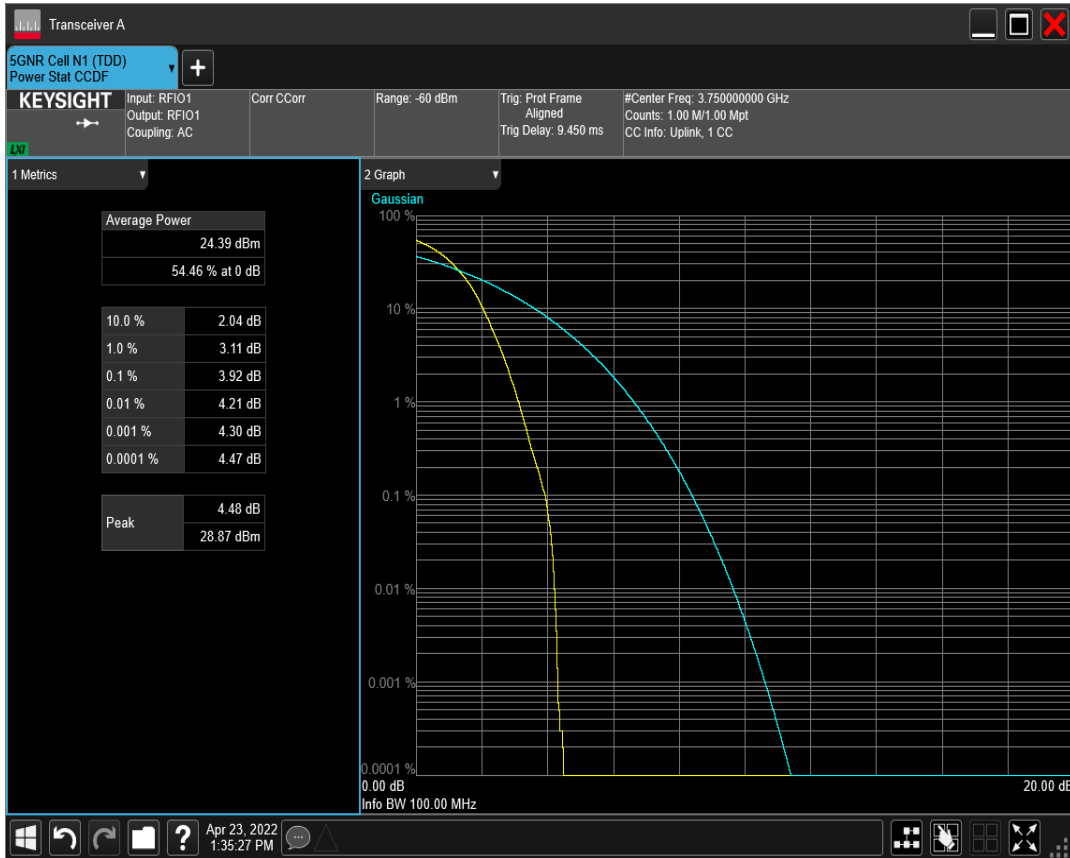 Transceiver A
5GNR Cell N1 (TDD)
Power Stat CCDF
+
KEYSIGHT
LXI
Input: RFIO1
Output: RFIO1
Coupling: AC
Corr CCorr
Range: -60 dBm
Trig: Prot Frame
Aligned
Trig Delay: 9.450 ms
#Center Freq: 3.750000000 GHz
Counts: 1.00 M/1.00 Mpt
CC Info: Uplink, 1 CC
1 Metrics
Average Power
24.39 dBm
54.46 % at 0 dB
10.0 % 2.04 dB
1.0 % 3.11 dB
0.1 % 3.92 dB
0.01 % 4.21 dB
0.001 % 4.30 dB
0.0001 % 4.47 dB
Peak 4.48 dB
28.87 dBm
2 Graph
Gaussian
100 %
10 %
1 %
0.1 %
0.01 %
0.001 %
0.0001 %
0.00 dB 20.00 dB
Info BW 100.00 MHz
?
Apr 23, 2022
1:35:27 PM